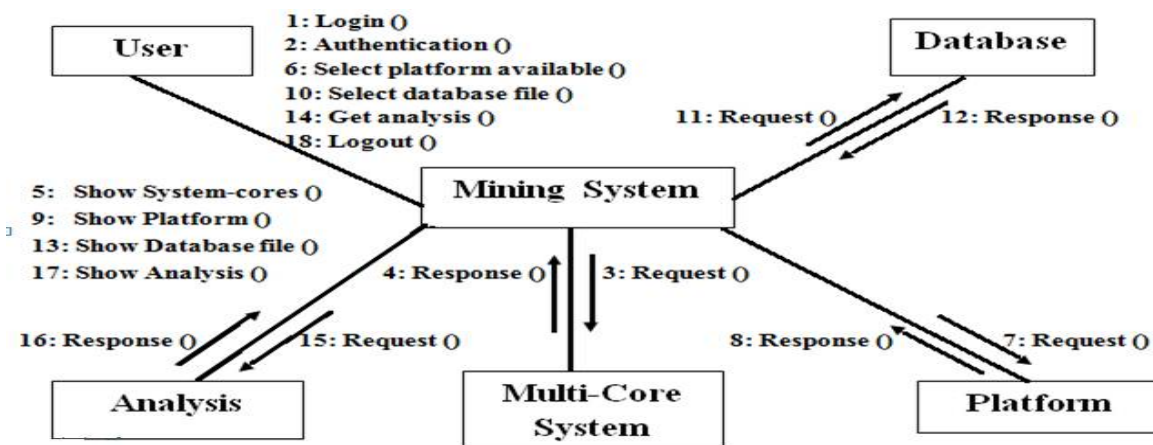 User
1: Login ()
2: Authentication ()
6: Select platform available ()
10: Select database file ()
14: Get analysis ()
18: Logout ()
Database
11: Request ()
12: Response ()
Mining System
5: Show System-cores ()
9: Show Platform ()
13: Show Database file ()
17: Show Analysis ()
4: Response ()
3: Request ()
16: Response ()
15: Request ()
8: Response ()
7: Request ()
Analysis
Multi-Core
System
Platform